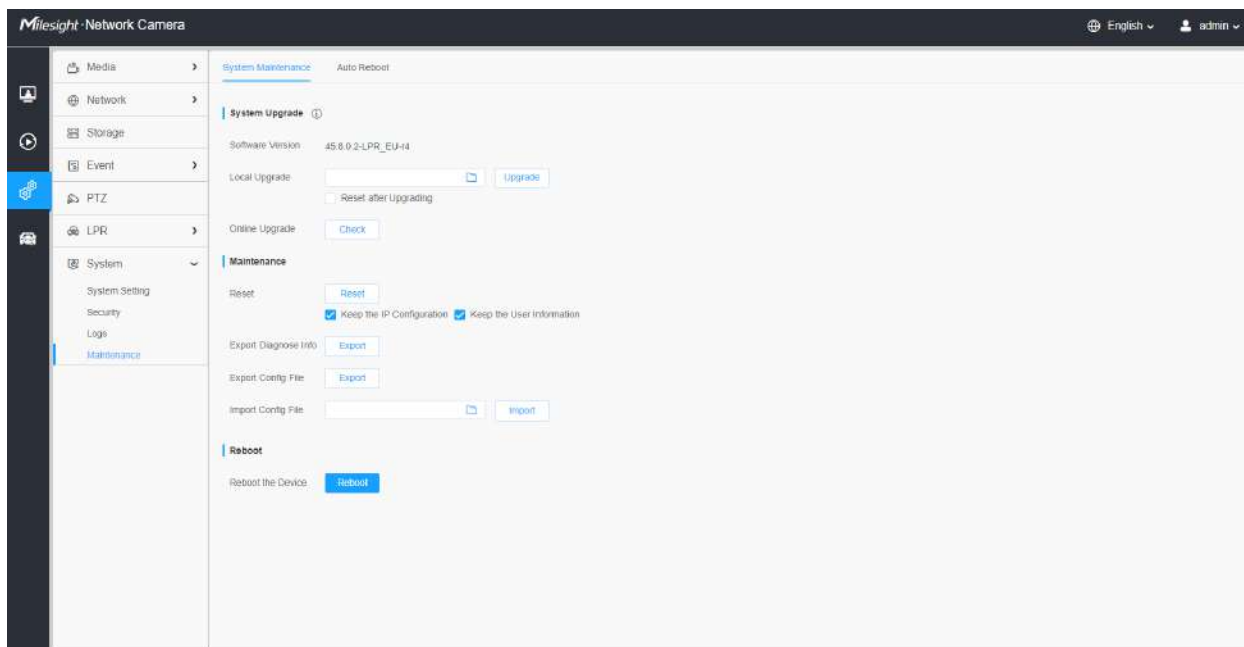 Milesight · Network Camera
English
admin
Media
Network
Storage
Event
PTZ
LPR
System
System Setting
Security
Logs
Maintenance
System Maintenance
Auto Reboot
System Upgrade
Software Version 45.8.0.2-LPR_EU-r4
Local Upgrade
Upgrade
Reset after Upgrading
Online Upgrade Check
Maintenance
Reset Reset
Keep the IP Configuration Keep the User Information
Export Diagnose Info Export
Export Config File Export
Import Config File Import
Reboot
Reboot the Device Reboot